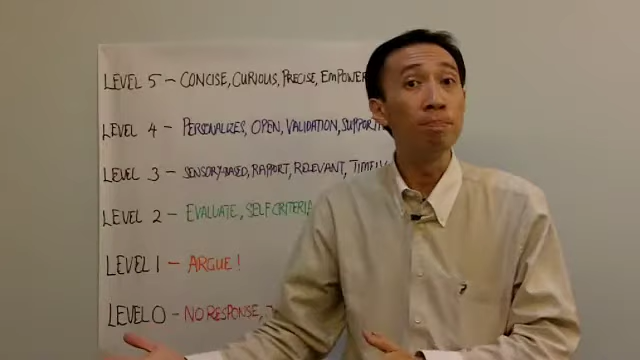 LEVEL 5 - CONCISE, CURIOUS, PRECISE, EMPOWER
LEVEL 4 - PERSONALIZES, OPEN, VALIDATION, SUPPORTI
LEVEL 3 - SENSORY-BASED, RAPPORT, RELEVANT, TIMELY
LEVEL 2 - EVALUATE, SELF CRITERIA
LEVEL 1 - ARGUE!
LEVEL 0 - NO RESPONSE,